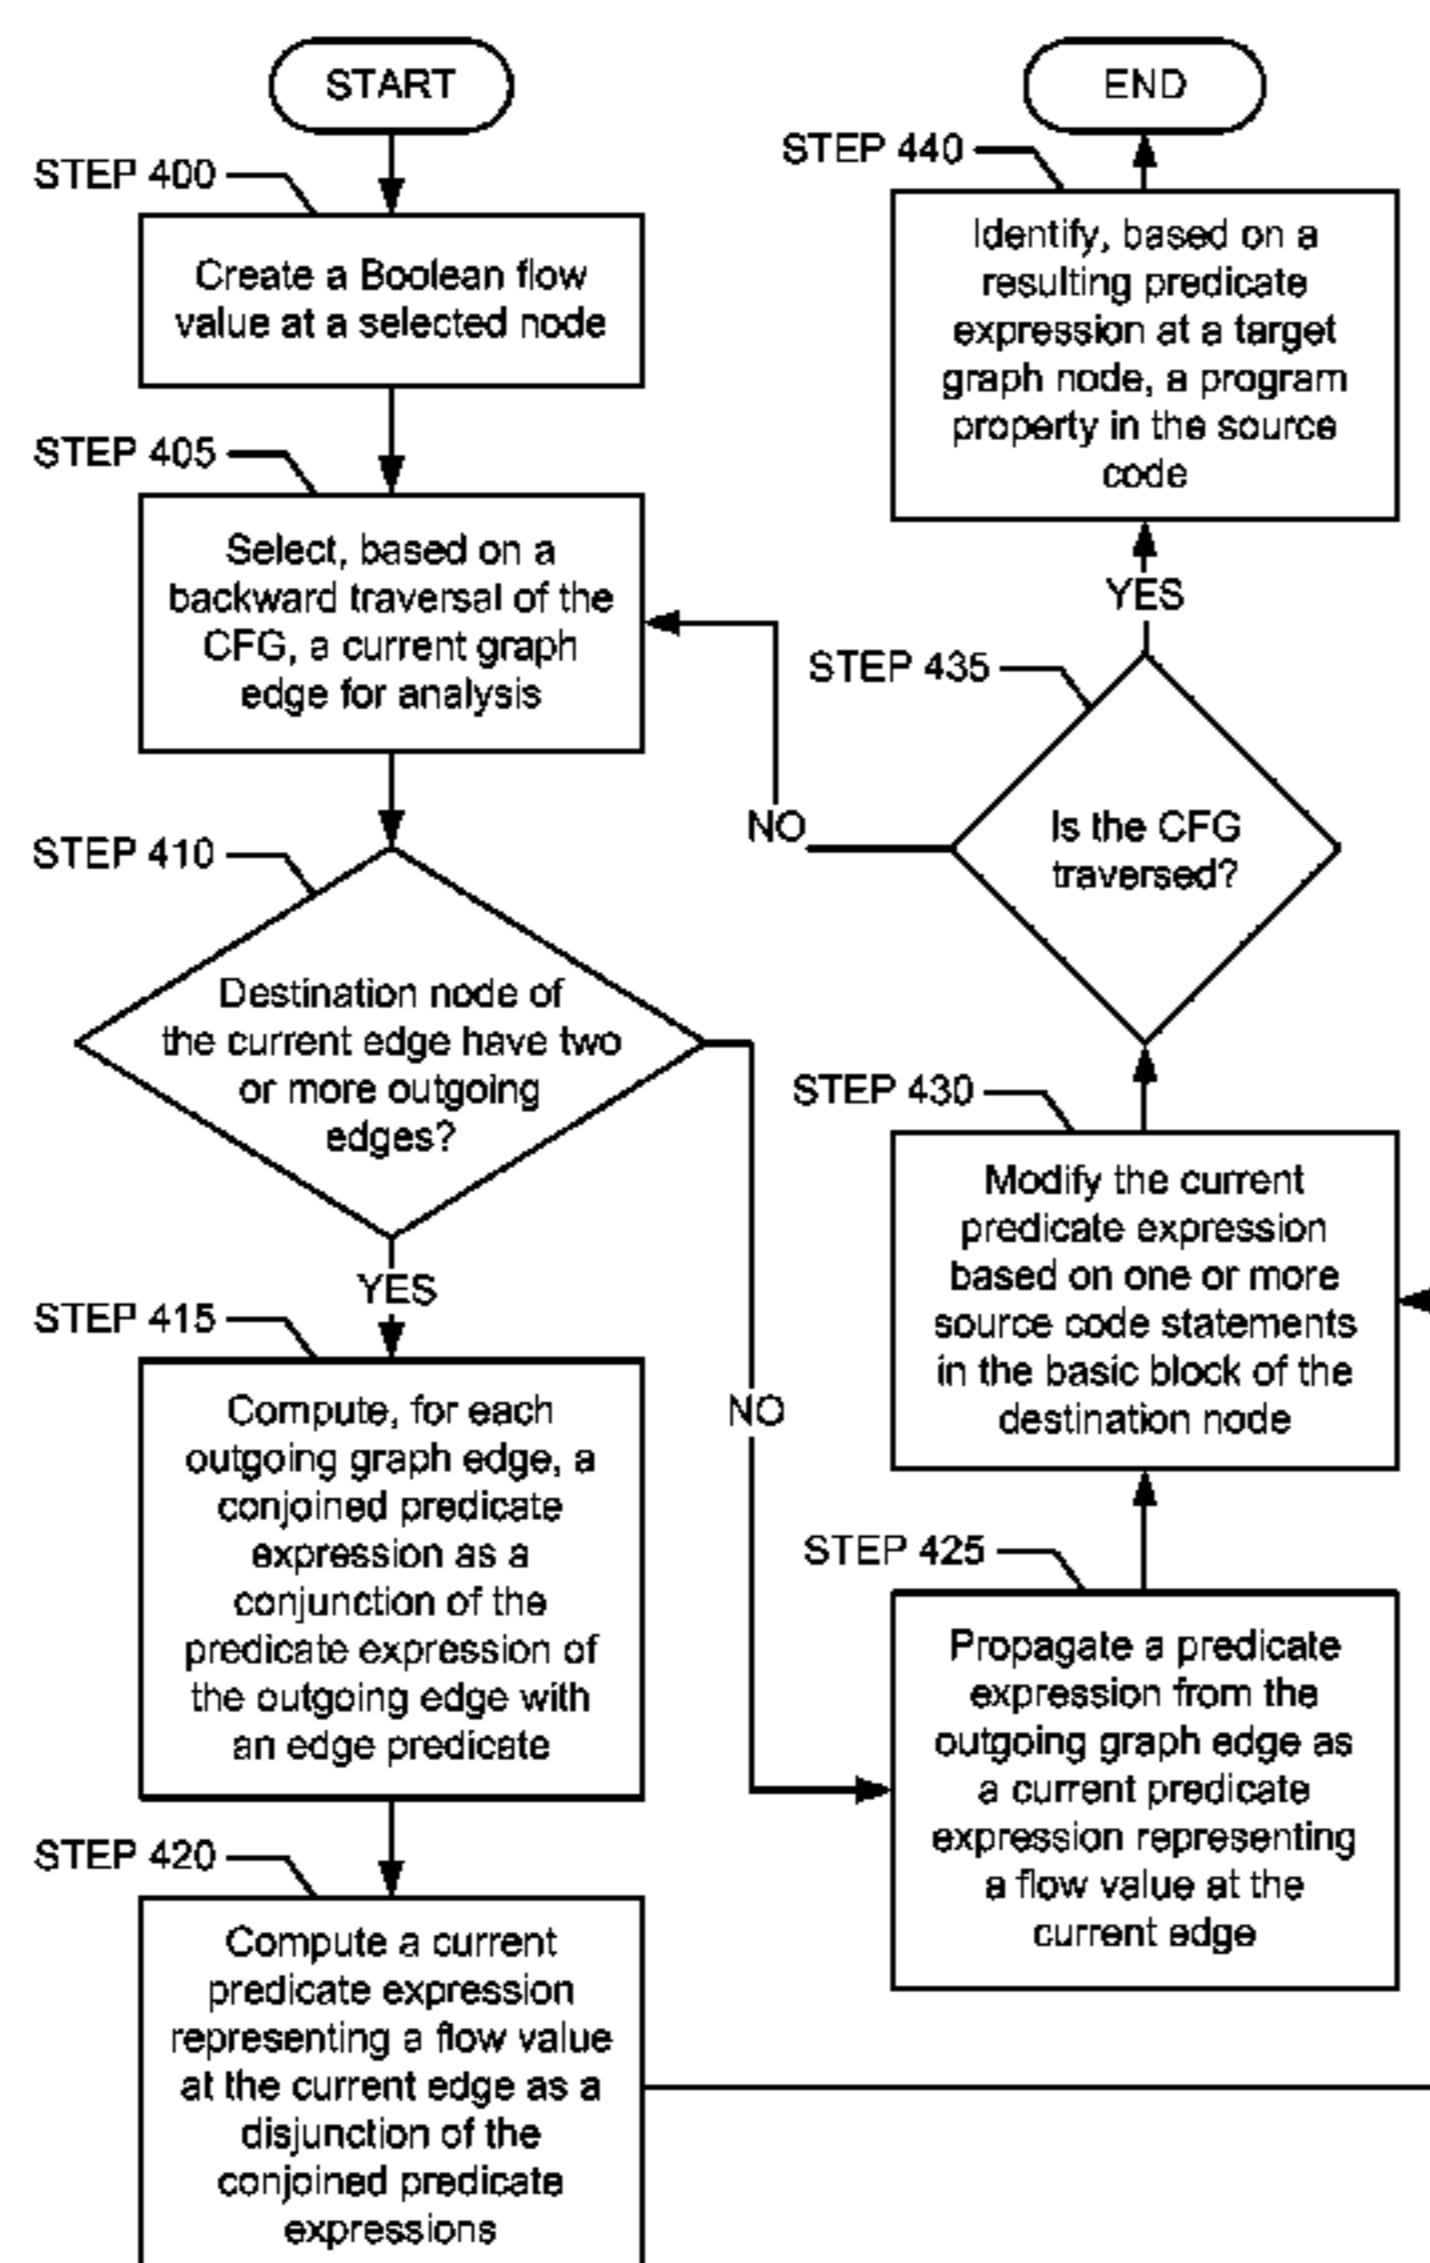 START
STEP 400
Create a Boolean flow
value at a selected node
STEP 405
Select, based on a
backward traversal of the
CFG, a current graph
edge for analysis
STEP 410
Destination node of
the current edge have two
or more outgoing
edges?
YES
NO
STEP 415
Compute, for each
outgoing graph edge, a
conjoined predicate
expression as a
conjunction of the
predicate expression of
the outgoing edge with
an edge predicate
STEP 420
Compute a current
predicate expression
representing a flow value
at the current edge as a
disjunction of the
conjoined predicate
expressions
END
STEP 440
Identify, based on a
resulting predicate
expression at a target
graph node, a program
property in the source
code
YES
STEP 435
NO
Is the CFG
traversed?
STEP 430
Modify the current
predicate expression
based on one or more
source code statements
in the basic block of the
destination node
STEP 425
Propagate a predicate
expression from the
outgoing graph edge as
a current predicate
expression representing
a flow value at the
current edge